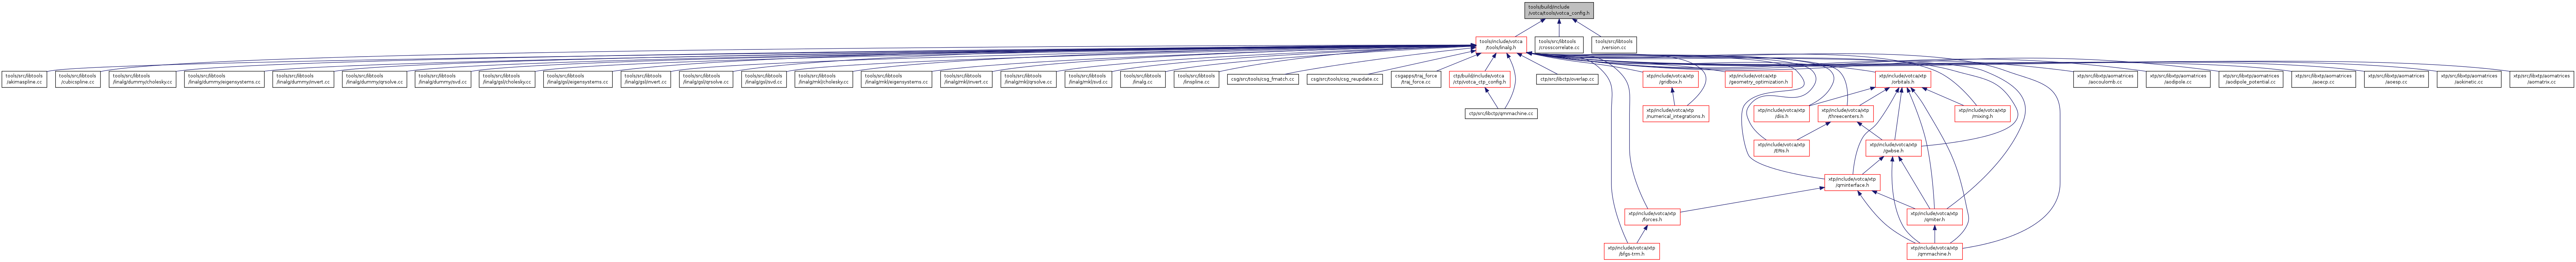 tools/build/include
/votca/tools/votca_config.h
tools/include/votca
/tools/linalg.h
tools/src/libtools
/crosscorrelate.cc
tools/src/libtools
/version.cc
tools/src/libtools
/akimaspline.cc
tools/src/libtools
/cubicspline.cc
tools/src/libtools
/linalg/dummy/cholesky.cc
tools/src/libtools
/linalg/dummy/eigensystems.cc
tools/src/libtools
/linalg/dummy/invert.cc
tools/src/libtools
/linalg/dummy/qrsolve.cc
tools/src/libtools
/linalg/dummy/svd.cc
tools/src/libtools
/linalg/gsl/cholesky.cc
tools/src/libtools
/linalg/gsl/eigensystems.cc
tools/src/libtools
/linalg/gsl/invert.cc
tools/src/libtools
/linalg/gsl/qrsolve.cc
tools/src/libtools
/linalg/gsl/svd.cc
tools/src/libtools
/linalg/mkl/cholesky.cc
tools/src/libtools
/linalg/mkl/eigensystems.cc
tools/src/libtools
/linalg/mkl/invert.cc
tools/src/libtools
/linalg/mkl/qrsolve.cc
tools/src/libtools
/linalg/mkl/svd.cc
tools/src/libtools
/linalg.cc
tools/src/libtools
/linspline.cc
csg/src/tools/csg_fmatch.cc
csg/src/tools/csg_reupdate.cc
csgapps/traj_force
/traj_force.cc
ctp/build/include/votca
/ctp/votca_ctp_config.h
ctp/src/libctp/overlap.cc
xtp/include/votca/xtp
/gridbox.h
xtp/include/votca/xtp
/geometry_optimization.h
xtp/include/votca/xtp
/orbitals.h
xtp/src/libxtp/aomatrices
/aocoulomb.cc
xtp/src/libxtp/aomatrices
/aodipole.cc
xtp/src/libxtp/aomatrices
/aodipole_potential.cc
xtp/src/libxtp/aomatrices
/aoecp.cc
xtp/src/libxtp/aomatrices
/aoesp.cc
xtp/src/libxtp/aomatrices
/aokinetic.cc
xtp/src/libxtp/aomatrices
/aomatrix.cc
ctp/src/libctp/qmmachine.cc
xtp/include/votca/xtp
/numerical_integrations.h
xtp/include/votca/xtp
/diis.h
xtp/include/votca/xtp
/threecenters.h
xtp/include/votca/xtp
/mixing.h
xtp/include/votca/xtp
/ERIs.h
xtp/include/votca/xtp
/gwbse.h
xtp/include/votca/xtp
/qminterface.h
xtp/include/votca/xtp
/forces.h
xtp/include/votca/xtp
/qmiter.h
xtp/include/votca/xtp
/bfgs-trm.h
xtp/include/votca/xtp
/qmmachine.h